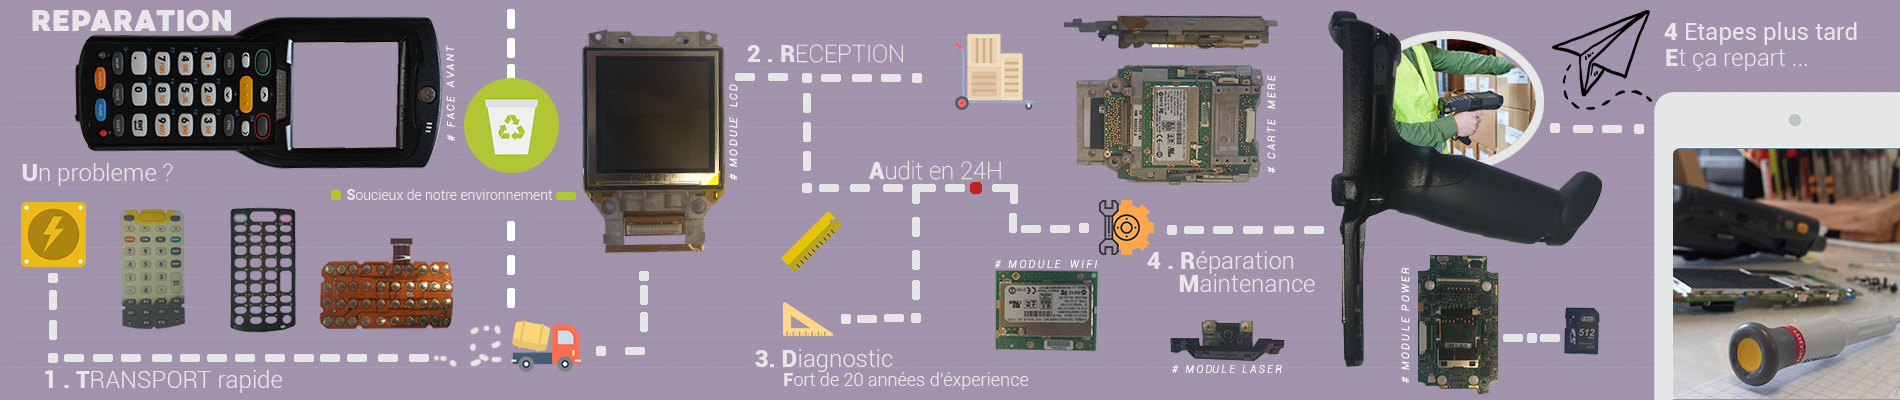 REPARATION
# FACE AVANT
Un probleme ?
Soucieux de notre environnement
1 . TRANSPORT rapide
# MODULE LCD
2 . RECEPTION
Audit en 24H
3. Diagnostic
Fort de 20 années d'éxperience
# MODULE WIFI
# CARTE MERE
4 . Réparation
Maintenance
# MODULE LASER
# MODULE POWER
512
4 Etapes plus tard
Et ça repart ...